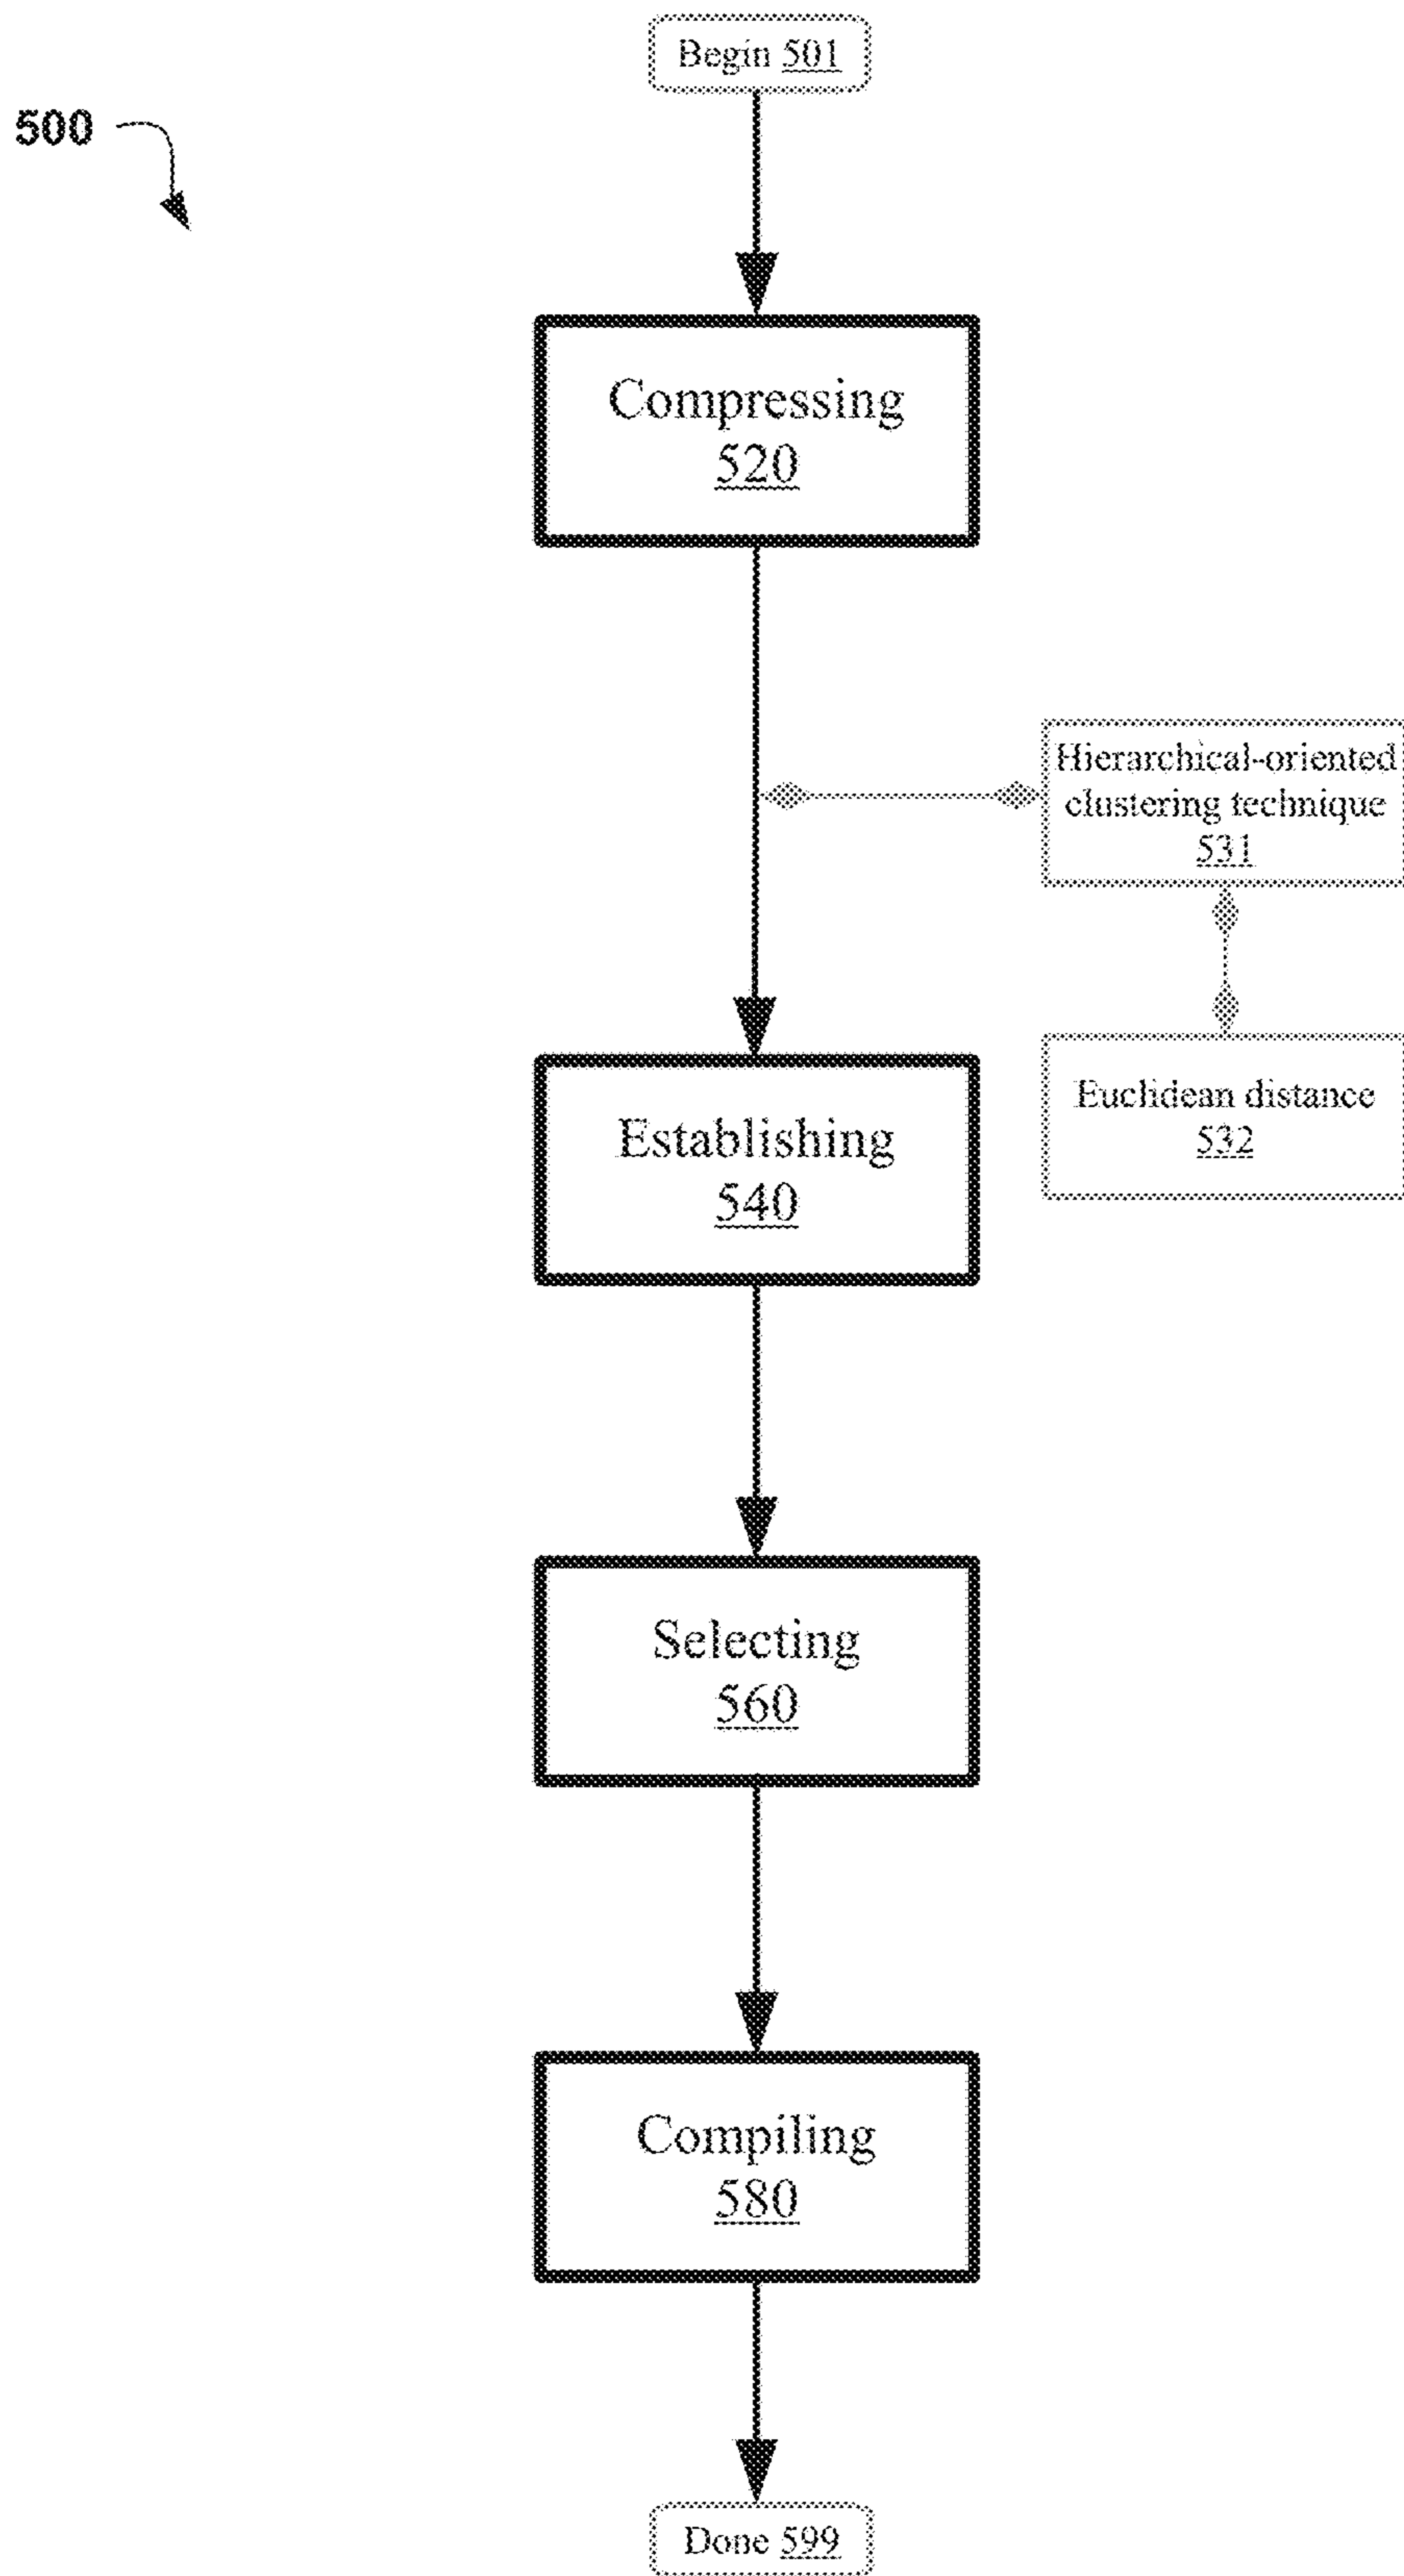 Begin 501
500
Compressing
520
Hierarchical-oriented
clustering technique
531
Euclidean distance
532
Establishing
540
Selecting
560
Compiling
580
Done 599